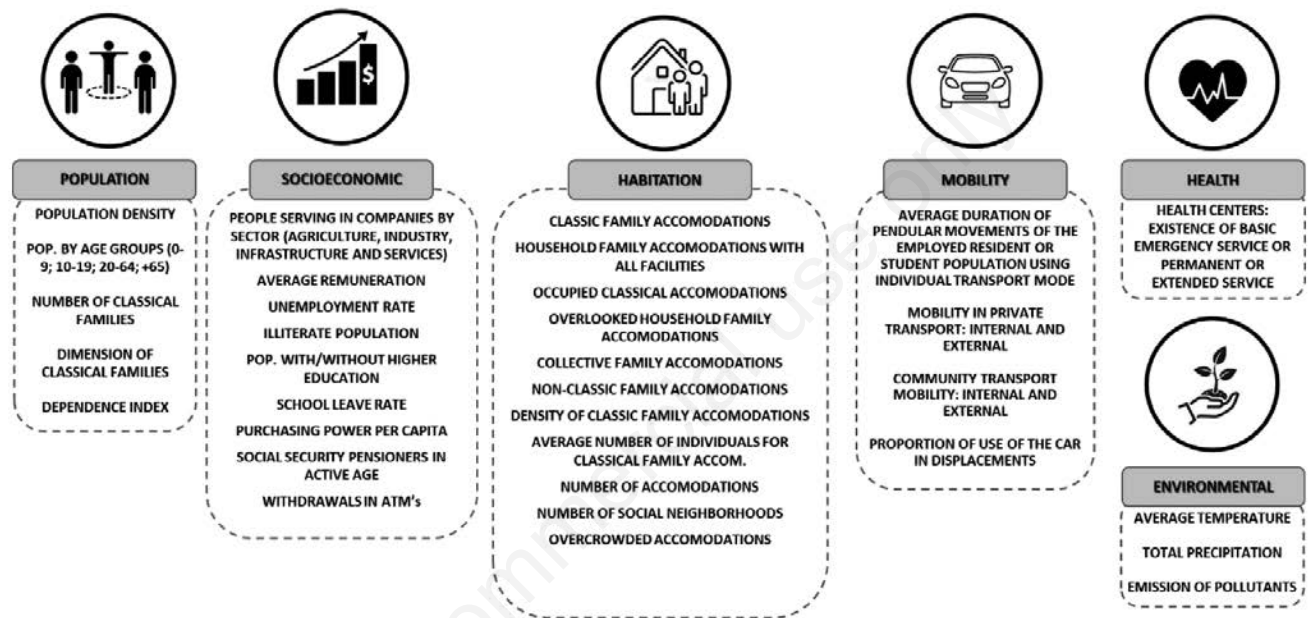 $
POPULATION
POPULATION DENSITY
POP. BY AGE GROUPS (0-
9; 10-19; 20-64; +65)
NUMBER OF CLASSICAL
FAMILIES
DIMENSION OF
CLASSICAL FAMILIES
DEPENDENCE INDEX
SOCIOECONOMIC
PEOPLE SERVING IN COMPANIES BY
SECTOR (AGRICULTURE, INDUSTRY,
INFRASTRUCTURE AND SERVICES)
AVERAGE REMUNERATION
UNEMPLOYMENT RATE
ILLITERATE POPULATION
POP. WITH/WITHOUT HIGHER
EDUCATION
SCHOOL LEAVE RATE
PURCHASING POWER PER CAPITA
SOCIAL SECURITY PENSIONERS IN
ACTIVE AGE
WITHDRAWALS IN ATM's
HABITATION
CLASSIC FAMILY ACCOMODATIONS
HOUSEHOLD FAMILY ACCOMODATIONS WITH
ALL FACILITIES
OCCUPIED CLASSICAL ACCOMODATIONS
OVERLOOKED HOUSEHOLD FAMILY
ACCOMODATIONS
COLLECTIVE FAMILY ACCOMODATIONS
NON-CLASSIC FAMILY ACCOMODATIONS
DENSITY OF CLASSIC FAMILY ACCOMODATIONS
AVERAGE NUMBER OF INDIVIDUALS FOR
CLASSICAL FAMILY ACCOM.
NUMBER OF ACCOMODATIONS
NUMBER OF SOCIAL NEIGHBORHOODS
OVERCROWDED ACCOMODATIONS
MOBILITY
AVERAGE DURATION OF
PENDULAR MOVEMENTS OF THE
EMPLOYED RESIDENT OR
STUDENT POPULATION USING
INDIVIDUAL TRANSPORT MODE
MOBILITY IN PRIVATE
TRANSPORT: INTERNAL AND
EXTERNAL
COMMUNITY TRANSPORT
MOBILITY: INTERNAL AND
EXTERNAL
PROPORTION OF USE OF THE CAR
IN DISPLACEMENTS
HEALTH
HEALTH CENTERS:
EXISTENCE OF BASIC
EMERGENCY SERVICE OR
PERMANENT OR
EXTENDED SERVICE
ENVIRONMENTAL
AVERAGE TEMPERATURE
TOTAL PRECIPITATION
EMISSION OF POLLUTANTS